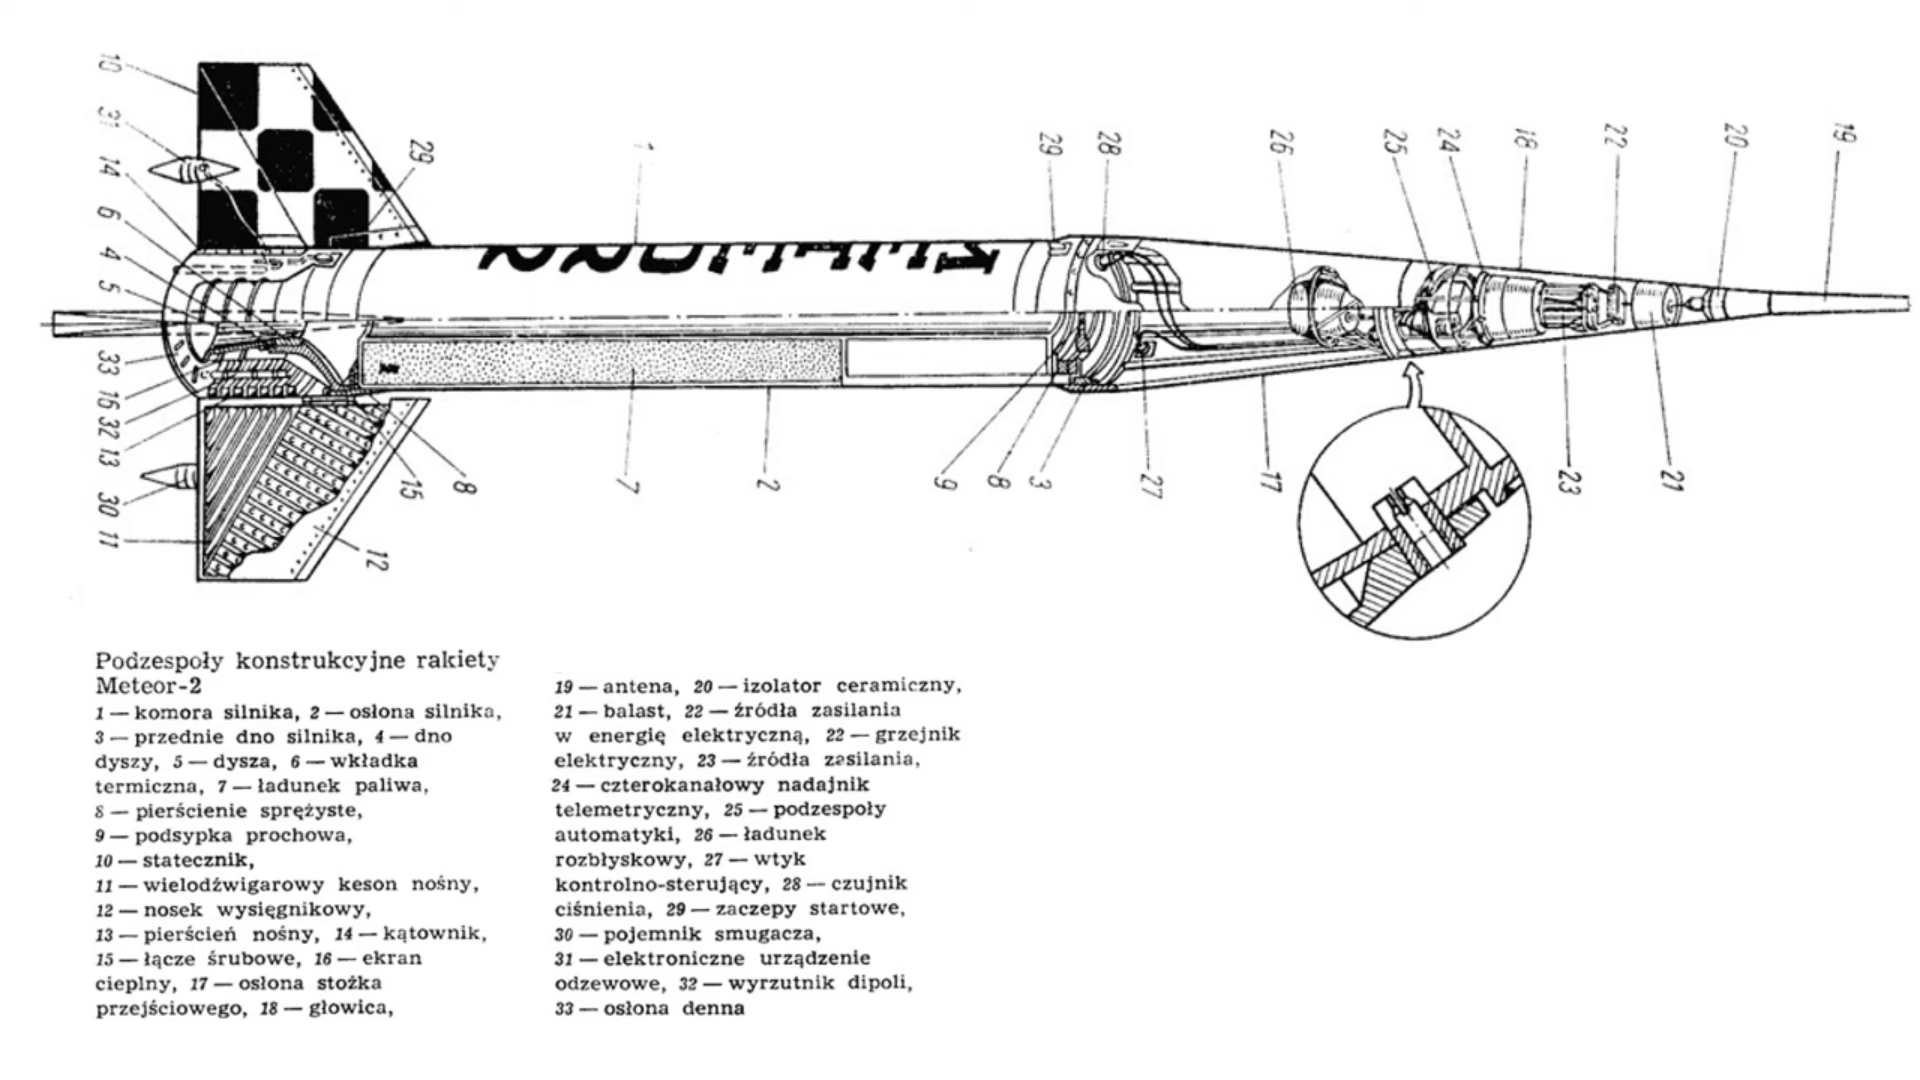 10
31
14
6
4
5
33
16
32
13
30
11
29
1
29
28
26
25
24
18
22
20
19
12
15
8
7
2
9
8
3
27
17
23
21
Podzespoły konstrukcyjne rakiety
Meteor-2
1 — komora silnika, 2 — osłona silnika,
3 — przednie dno silnika, 4 — dno
dyszy, 5 — dysza, 6 — wkładka
termiczna, 7 — ładunek paliwa,
8 — pierścienie sprężyste,
9 — podsypka prochowa,
10 — statecznik,
11 — wielodźwigarowy keson nośny,
12 — nosek wysięgnikowy,
13 — pierścień nośny, 14 — kątownik,
15 — łącze śrubowe, 16 — ekran
cieplny, 17 — osłona stożka
przejściowego, 18 — głowica,
19 — antena, 20 — izolator ceramiczny,
21 — balast, 22 — źródła zasilania
w energię elektryczną, 22 — grzejnik
elektryczny, 23 — źródła zasilania,
24 — czterokanałowy nadajnik
telemetryczny, 25 — podzespoły
automatyki, 26 — ładunek
rozbłyskowy, 27 — wtyk
kontrolno-sterujący, 28 — czujnik
ciśnienia, 29 — zaczepy startowe,
30 — pojemnik smugacza,
31 — elektroniczne urządzenie
odzewowe, 32 — wyrzutnik dipoli,
33 — osłona denna